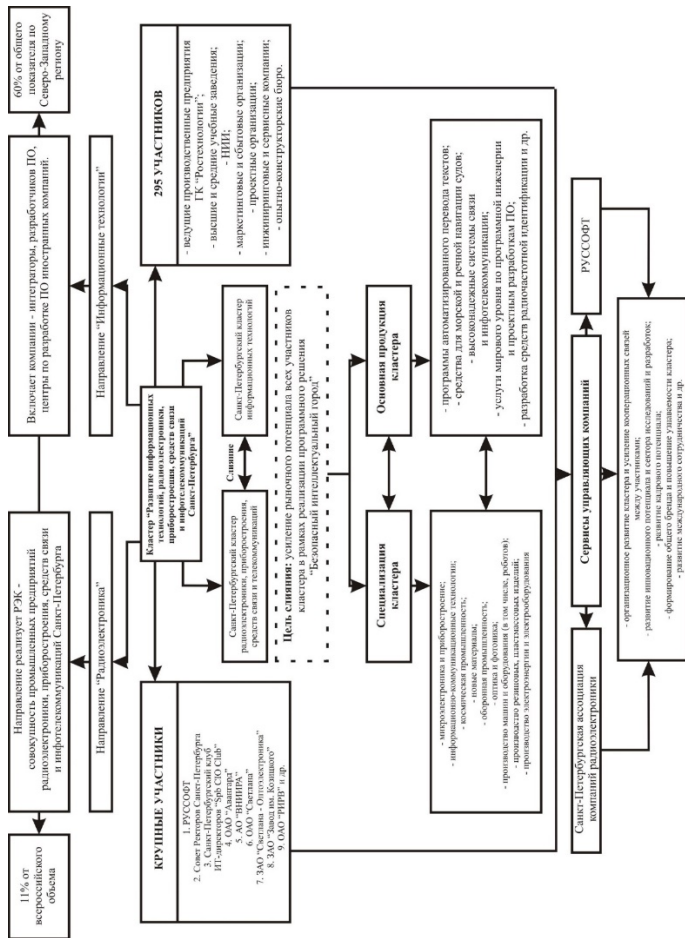 11% от
всероссийского
объема
Направление реализует РЭК -
совокупность промышленных предприятий
радиоэлектроники, приборостроения, средств связи
и инфотелекоммуникаций Санкт-Петербурга
Включает компании - интеграторы, разработчиков ПО,
центры по разработке ПО иностранных компаний.
60% от общего
показателя по
Северо-Западному
региону
Направление "Радиоэлектроника"
Направление "Информационные технологии"
КРУПНЫЕ УЧАСТНИКИ
1. РУССОФТ
2. Совет Ректоров Санкт-Петербурга
3. Санкт-Петербургский клуб
ИТ-директоров "Spb CIO Club"
4. ОАО "Авангард"
5. АО "ВНИИРА"
6. ОАО "Светлана"
7. ЗАО "Светлана - Оптоэлектроника"
8. ЗАО "Завод им. Козицкого"
9. ОАО "РИРВ" и др.
Кластер "Развитие информационных
технологий, радиоэлектроники,
приборостроения, средств связи
и инфотелекоммуникаций
Санкт-Петербурга"
Санкт-Петербургский кластер
радиоэлектроники, приборостроения,
средств связи и телекоммуникаций
Слияние
Санкт-Петербургский кластер
информационных технологий
Цель слияния: усиление рыночного потенциала всех участников
кластера в рамках реализации программного решения
"Безопасный интеллектуальный город"
295 УЧАСТНИКОВ
- ведущие производственные предприятия
ГК "Ростехнологии";
- высшие и средние учебные заведения;
- НИИ;
- маркетинговые и сбытовые организации;
- проектные организации;
- инжиниринговые и сервисные компании;
- опытно-конструкторские бюро.
Специализация
кластера
Основная продукция
кластера
- микроэлектроника и приборостроение;
- информационно-коммуникационные технологии;
- космическая промышленность;
- новые материалы;
- оборонная промышленность;
- оптика и фотоника;
- производство машин и оборудования (в том числе, роботов);
- производство резиновых, пластмассовых изделий;
- производство электроэнергии и электрооборудования
- программы автоматизированного перевода текстов;
- средства для морской и речной навигации судов;
- высоконадежные системы связи
и инфотелекоммуникации;
- услуги мирового уровня по программной инженерии
и проектным разработкам ПО;
- разработка средств радиочастотной идентификации и др.
Санкт-Петербургская ассоциация
компаний радиоэлектроники
Сервисы управляющих компаний
РУССОФТ
- организационное развитие кластера и усиление кооперационных связей
между участниками;
- развитие инновационного потенциала и сектора исследований и разработок;
- развитие кадрового потенциала;
- формирование общего бренда и повышение узнаваемости кластера;
- развитие международного сотрудничества и др.